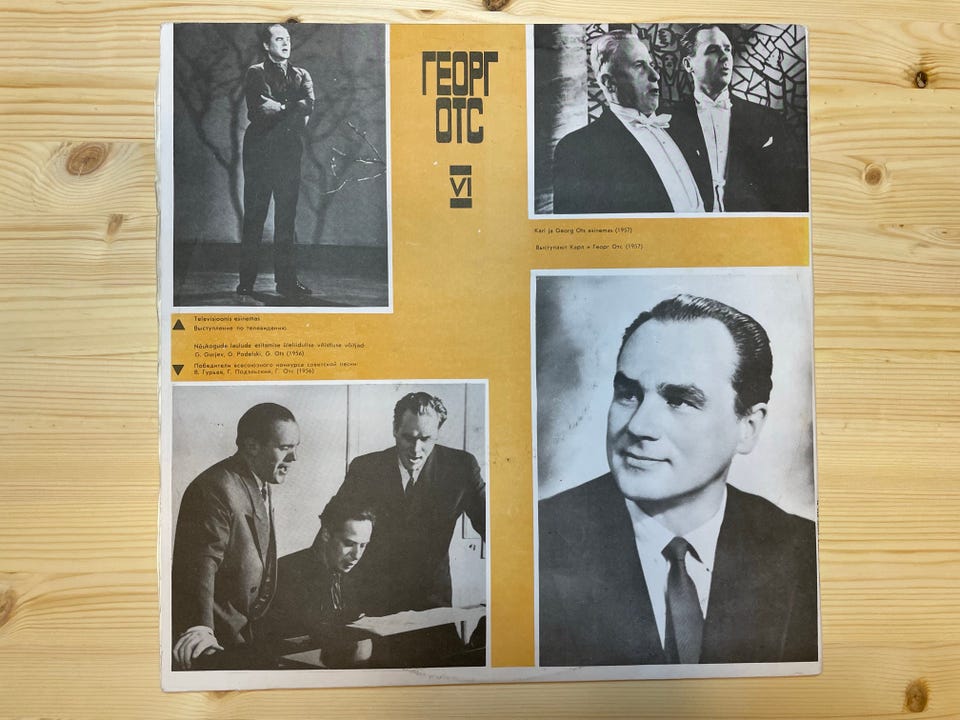 ГЕОРГ
ОТС
VI
Karl ja Georg Ots esinemas (1957)
Выступают Карл и Георг Отс (1957)
Televisioonis esinemas
Выступление по телевидению
Nõukogude laulude esitamise üleliidulise võistluse võitjad:
G. Gurjev, G. Podelski, G. Ots (1956)
Победители всесоюзного конкурса советской песни:
В. Гурьев, Г. Подэльский, Г. Отс (1956)